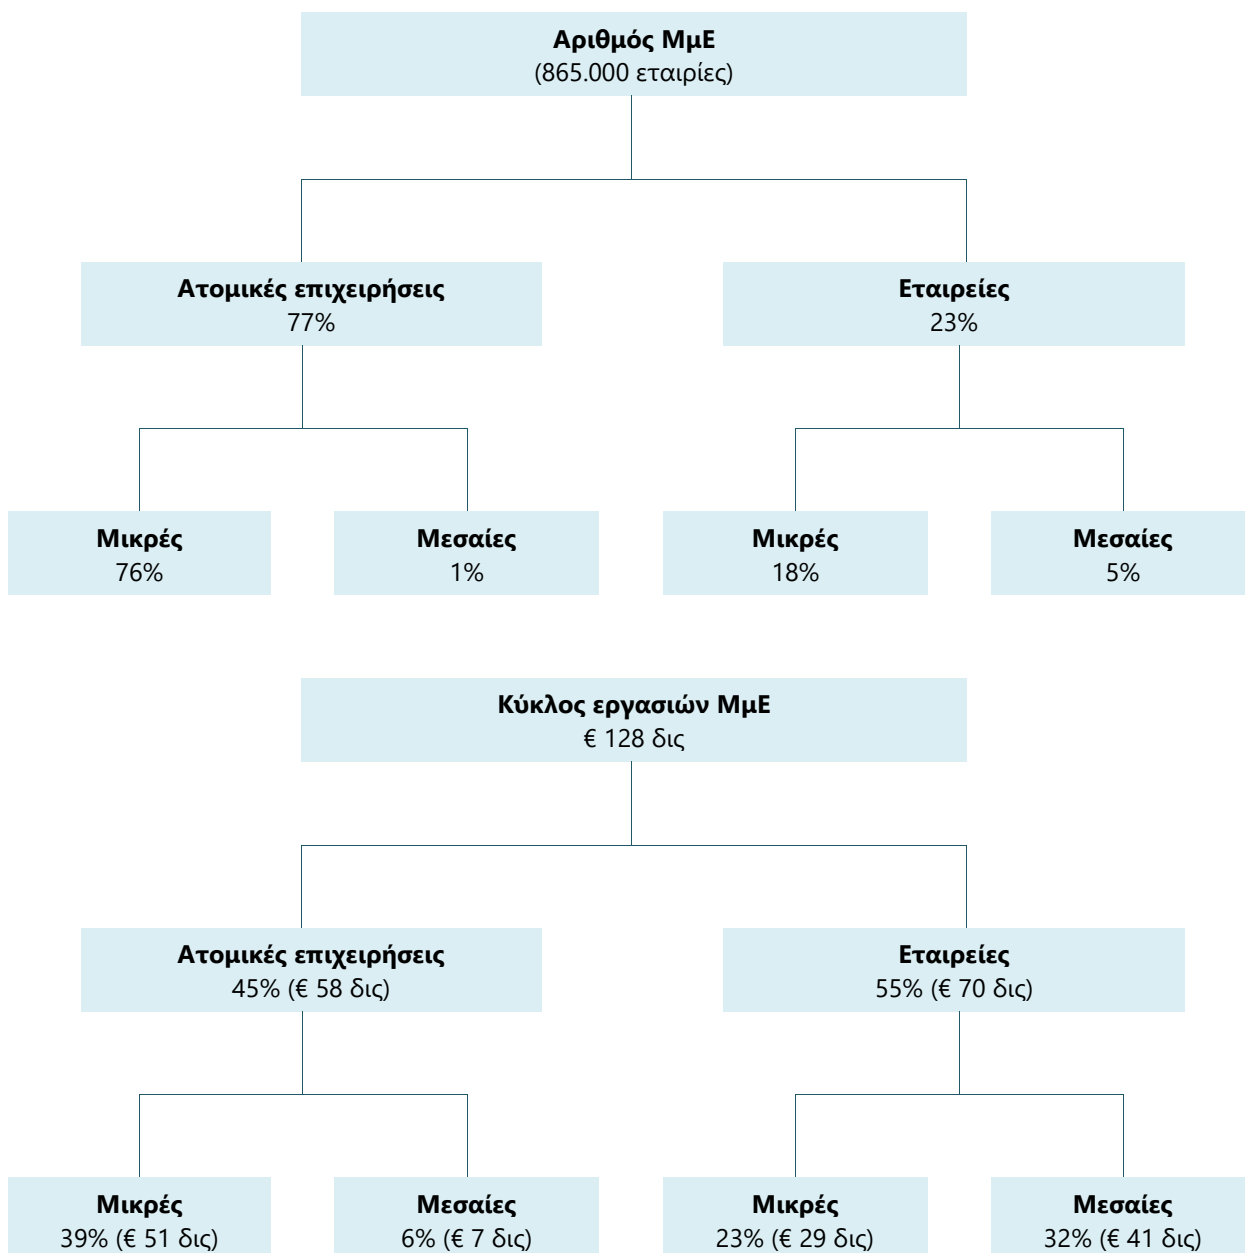 Αριθμός ΜμΕ
(865.000 εταιρίες)
Ατομικές επιχειρήσεις
77%
Εταιρείες
23%
Μικρές
76%
Μεσαίες
1%
Μικρές
18%
Μεσαίες
5%
Κύκλος εργασιών ΜμΕ
€ 128 δις
Ατομικές επιχειρήσεις
45% (€ 58 δις)
Εταιρείες
55% (€ 70 δις)
Μικρές
39% (€ 51 δις)
Μεσαίες
6% (€ 7 δις)
Μικρές
23% (€ 29 δις)
Μεσαίες
32% (€ 41 δις)